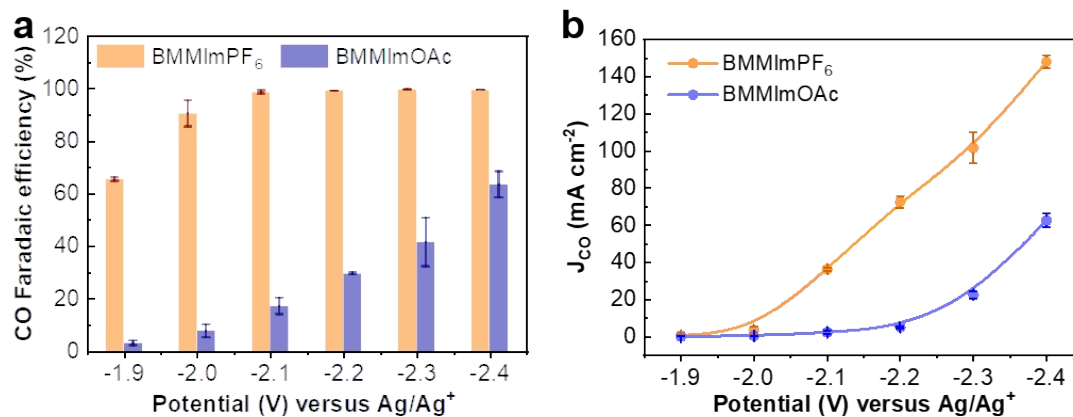 a
CO Faradaic efficiency (%)
120
100
80
60
40
20
0
BMMImPF₆
BMMImOAc
-1.9 -2.0 -2.1 -2.2 -2.3 -2.4
Potential (V) versus Ag/Ag⁺
b
J_CO (mA cm⁻²)
160
140
120
100
80
60
40
20
0
BMMImPF₆
BMMImOAc
-1.9 -2.0 -2.1 -2.2 -2.3 -2.4
Potential (V) versus Ag/Ag⁺